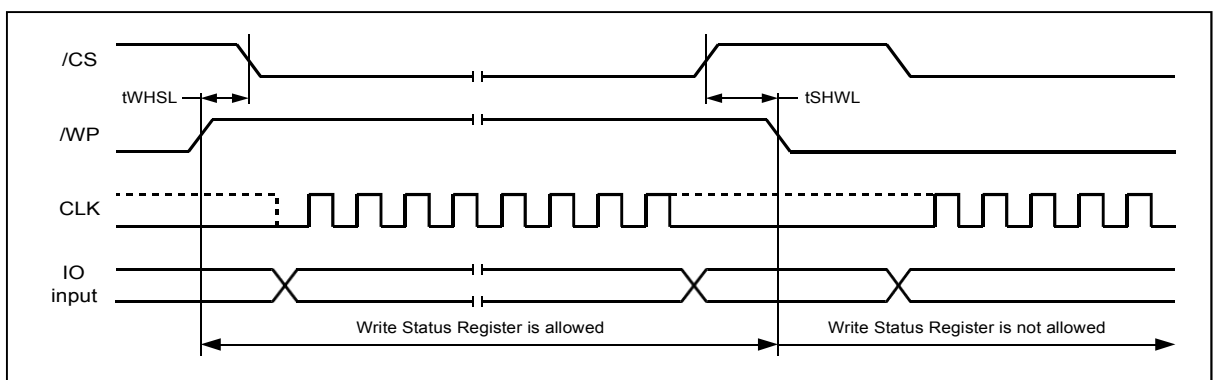 /CS
tWHSL
tSHWL
/WP
CLK
IO
input
Write Status Register is allowed
Write Status Register is not allowed